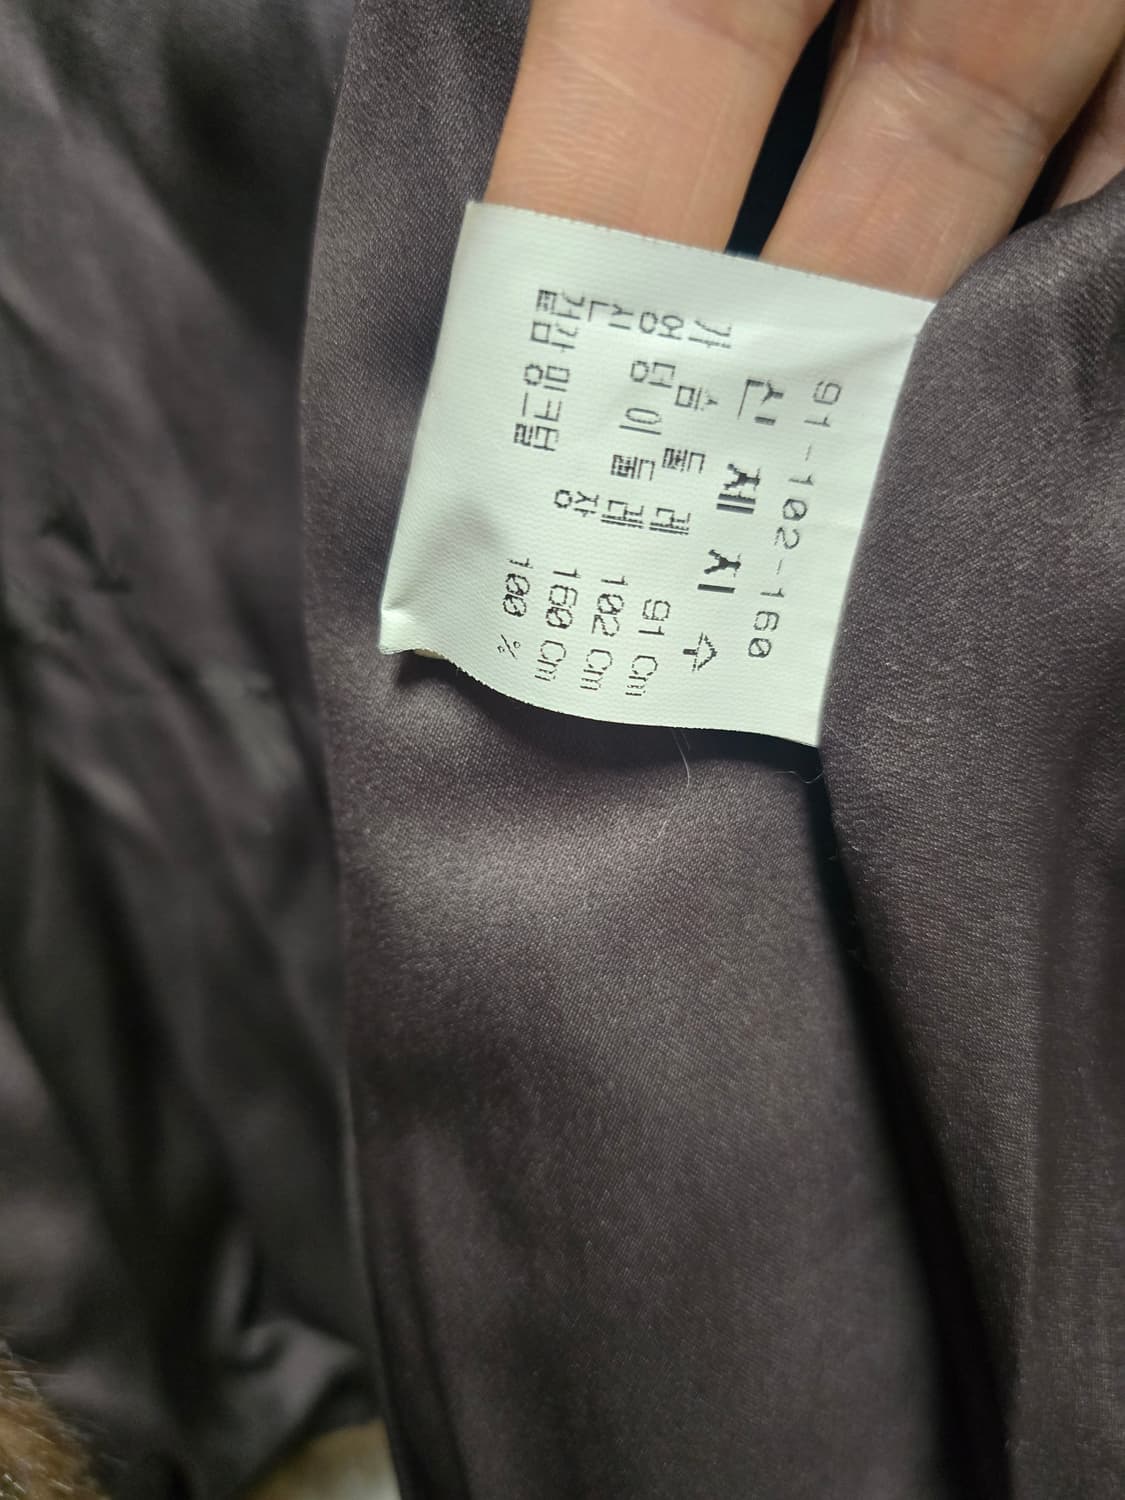 91-102-160
신 체 치 수
가 슴 둘 레 91 Cm
엉 덩 이 둘 레 102 Cm
신 장 160 Cm
겉감 밍크털 100 %